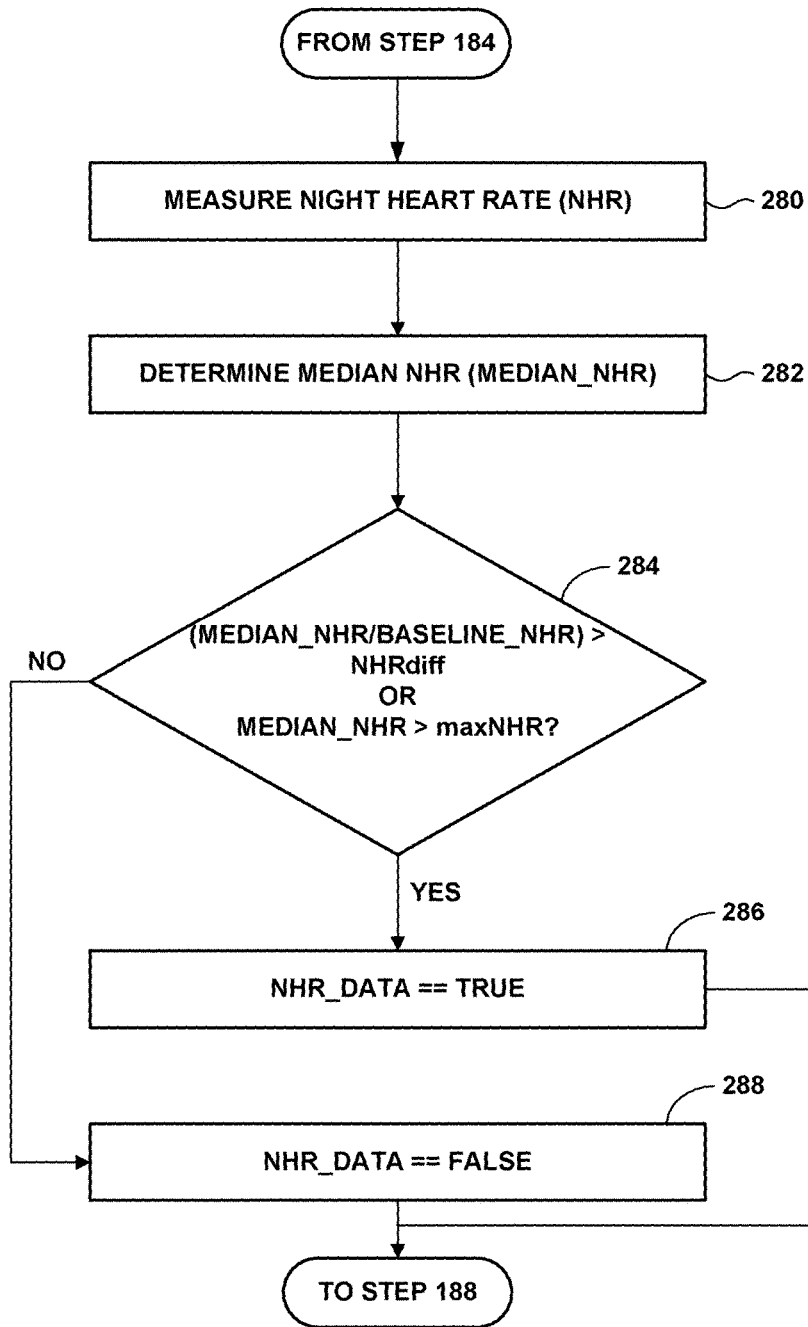 FROM STEP 184
MEASURE NIGHT HEART RATE (NHR)
280
DETERMINE MEDIAN NHR (MEDIAN_NHR)
282
284
(MEDIAN_NHR/BASELINE_NHR) >
NHRdiff
OR
MEDIAN_NHR > maxNHR?
NO
YES
286
NHR_DATA == TRUE
288
NHR_DATA == FALSE
TO STEP 188